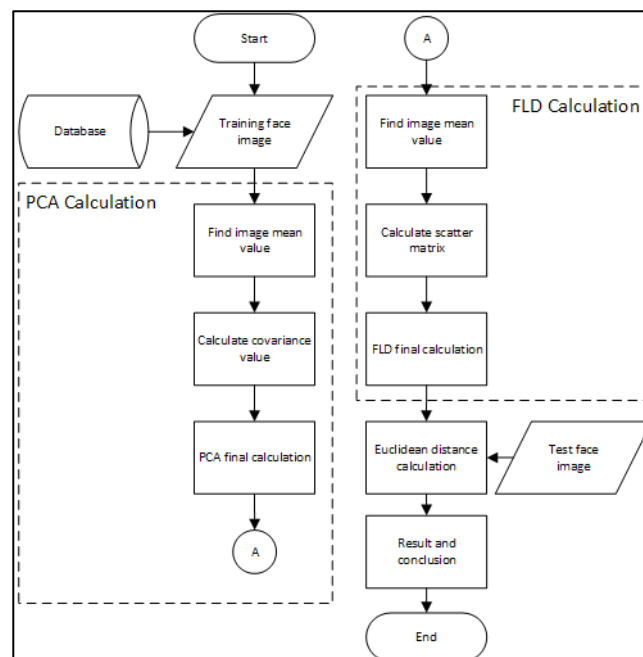 Start
Database
Training face
image
PCA Calculation
Find image mean
value
Calculate covariance
value
PCA final calculation
A
A
FLD Calculation
Find image mean
value
Calculate scatter
matrix
FLD final calculation
Euclidean distance
calculation
Test face
image
Result and
conclusion
End